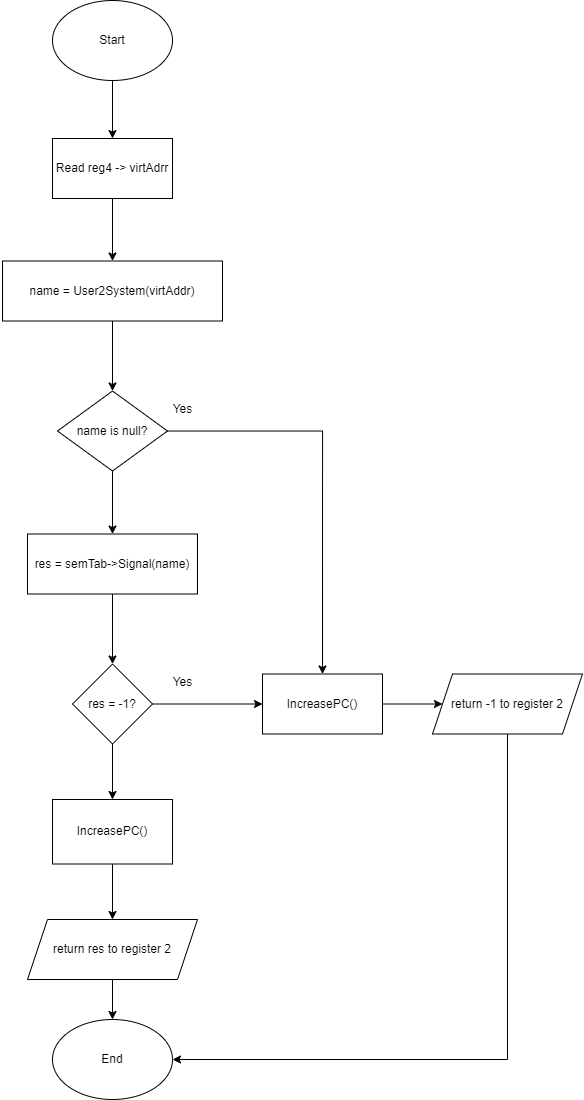 Start
Read reg4 -> virtAdrr
name = User2System(virtAddr)
Yes
name is null?
res = semTab->Signal(name)
Yes
res = -1?
IncreasePC()
return -1 to register 2
IncreasePC()
return res to register 2
End